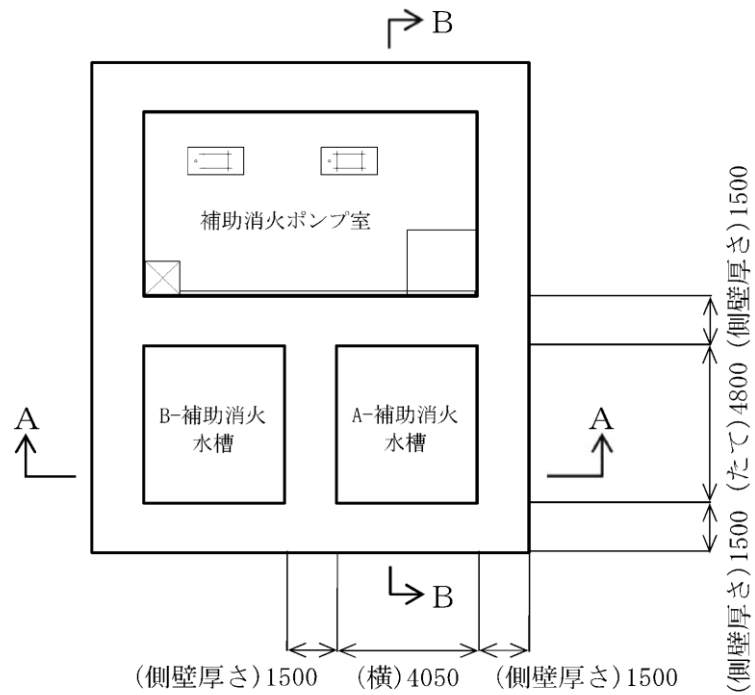 B
補助消火ポンプ室
B-補助消火
水槽
A-補助消火
水槽
A
A
B
(側壁厚さ)1500
(横)4050
(側壁厚さ)1500
(側壁厚さ)1500
(たて)4800
(側壁厚さ)1500